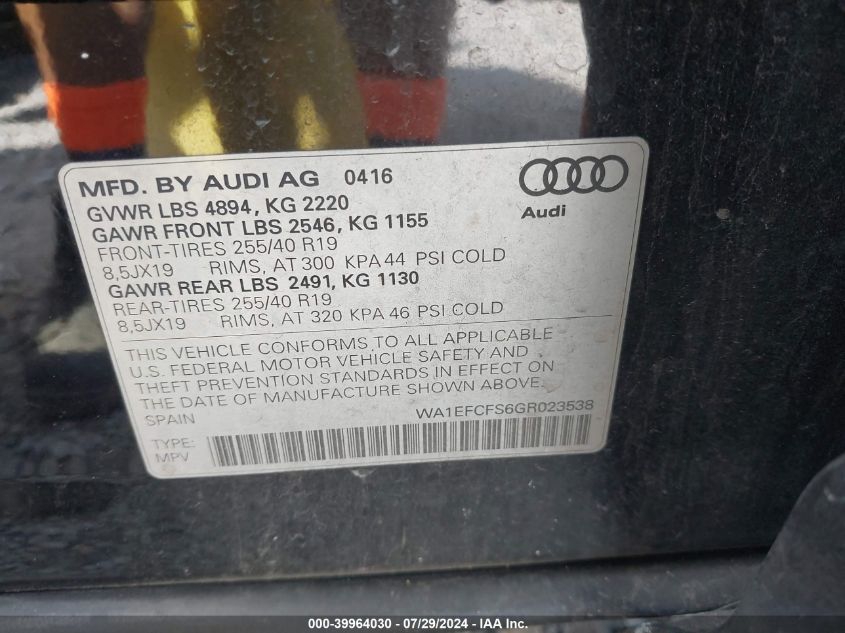 MFD. BY AUDI AG 0416
GVWR LBS 4894, KG 2220
GAWR FRONT LBS 2546, KG 1155
FRONT-TIRES 255/40 R19
8,5JX19 RIMS, AT 300 KPA 44 PSI COLD
GAWR REAR LBS 2491, KG 1130
REAR-TIRES 255/40 R19
8,5JX19 RIMS, AT 320 KPA 46 PSI COLD
Audi
THIS VEHICLE CONFORMS TO ALL APPLICABLE
U.S. FEDERAL MOTOR VEHICLE SAFETY AND
THEFT PREVENTION STANDARDS IN EFFECT ON
THE DATE OF MANUFACTURE SHOWN ABOVE.
SPAIN WA1EFCFS6GR023538
TYPE:
MPV
000-39964030 - 07/29/2024 - IAA Inc.